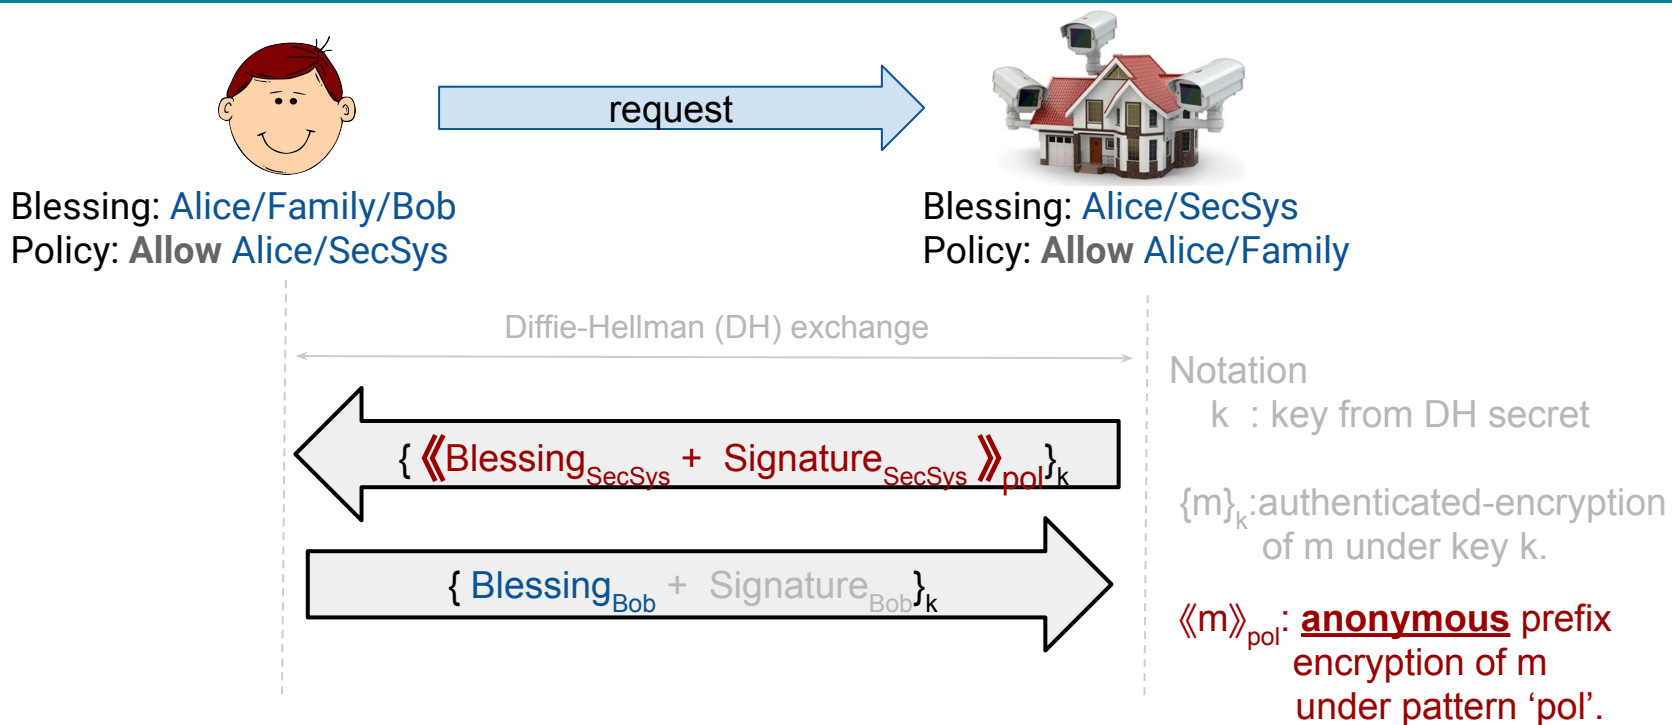 request
Blessing: Alice/Family/Bob
Policy: Allow Alice/SecSys
Blessing: Alice/SecSys
Policy: Allow Alice/Family
Diffie-Hellman (DH) exchange
{《Blessing_SecSys + Signature_SecSys》_pol}_k
{ Blessing_Bob + Signature_Bob}_k
Notation
k : key from DH secret
{m}_k:authenticated-encryption
of m under key k.
《m》_pol: anonymous prefix
encryption of m
under pattern ‘pol’.